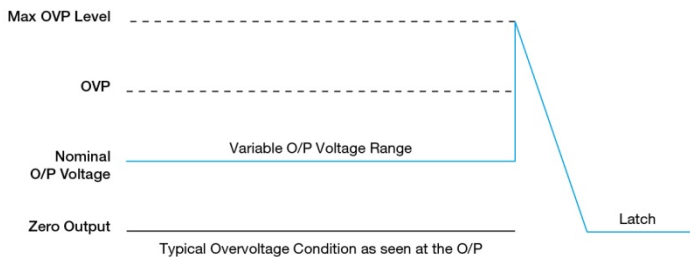 Max OVP Level
OVP
Variable O/P Voltage Range
Nominal
O/P Voltage
Latch
Zero Output
Typical Overvoltage Condition as seen at the O/P